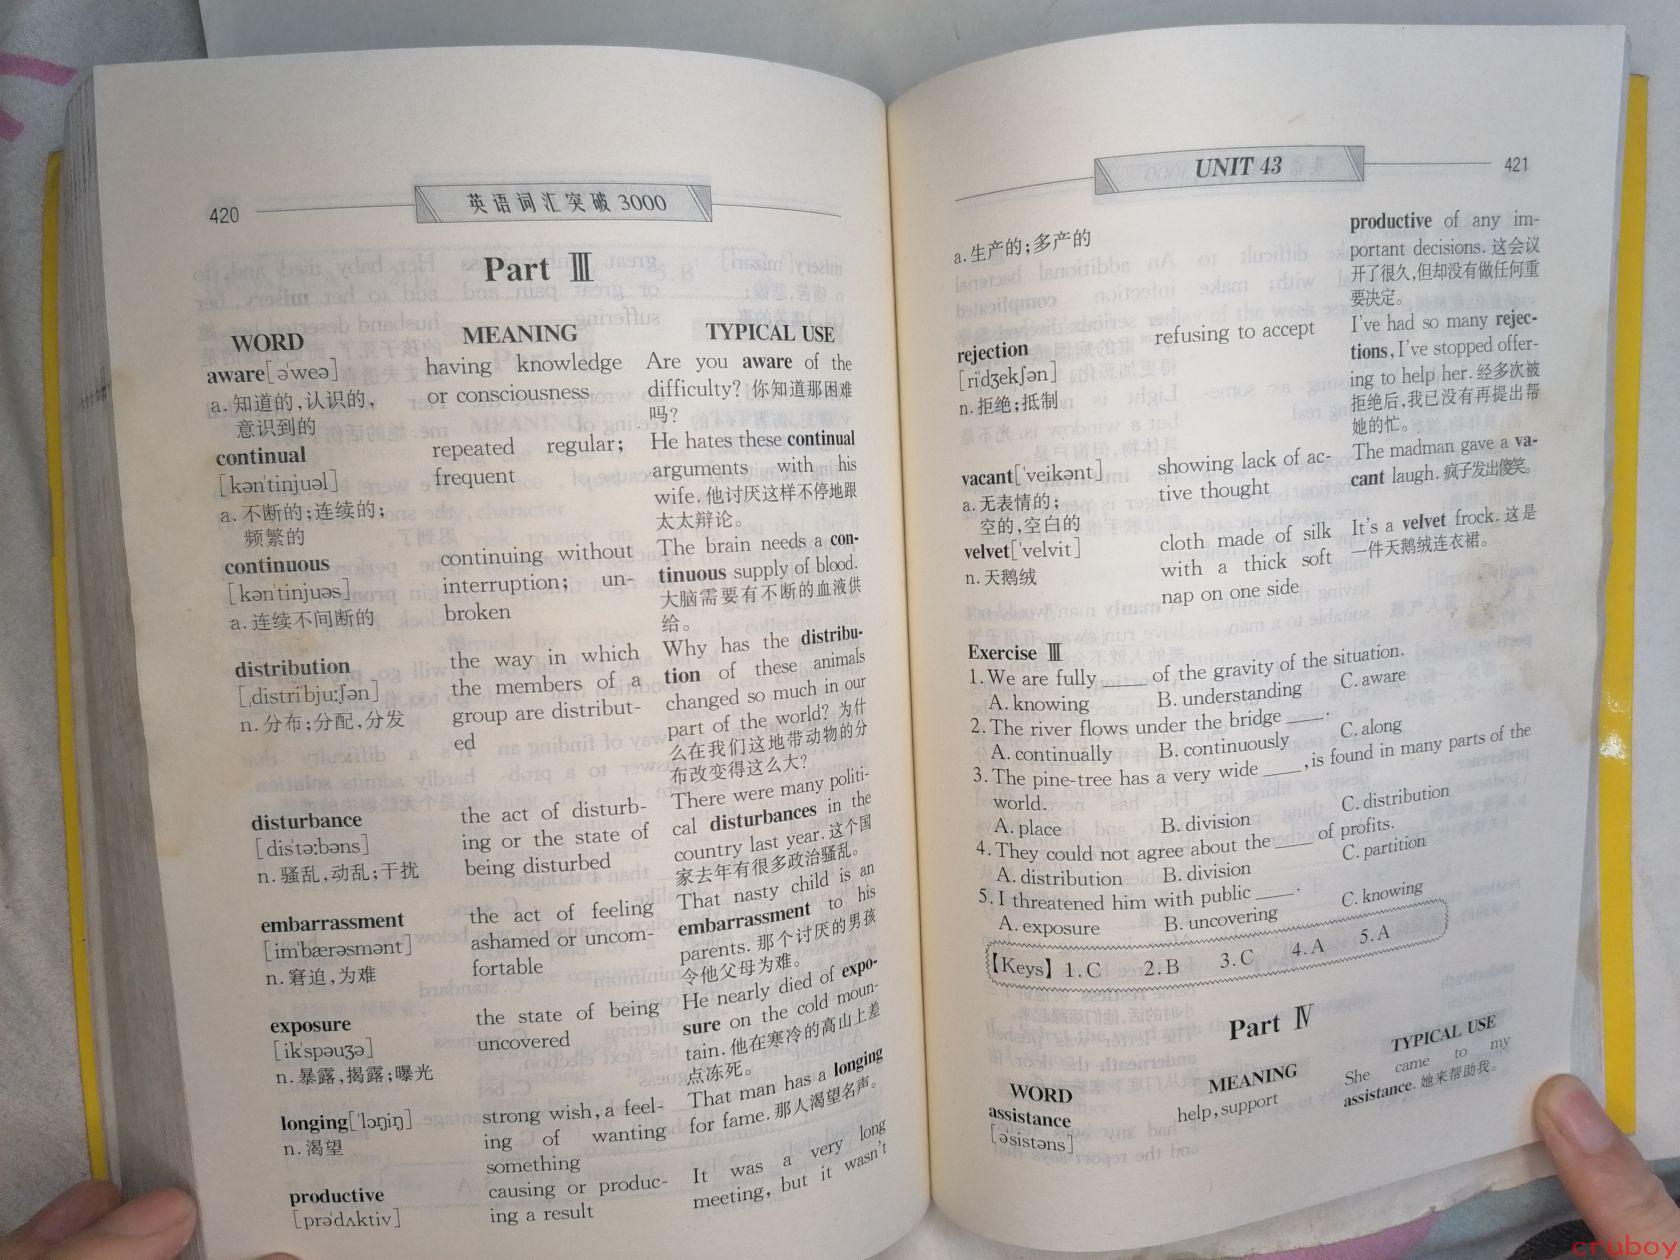 420
英语词汇突破 3000
Part Ⅲ
WORD
MEANING
TYPICAL USE
aware[ə'weə]
a. 知道的,认识的,
意识到的
having knowledge
or consciousness
Are you aware of the
difficulty? 你知道那困难
吗?
continual
[kən'tinjuəl]
a. 不断的;连续的;
频繁的
repeated regular;
frequent
He hates these continual
arguments with his
wife. 他讨厌这样不停地跟
太太辩论。
continuous
[kən'tinjuəs]
a. 连续不间断的
continuing without
interruption; un-
broken
The brain needs a con-
tinuous supply of blood.
大脑需要有不断的血液供
给。
distribution
[ˌdistri'bju:ʃən]
n. 分布;分配,分发
the way in which
the members of a
group are distribut-
ed
Why has the distribu-
tion of these animals
changed so much in our
part of the world? 为什
么在我们这地带动物的分
布改变得这么大?
disturbance
[dis'tə:bəns]
n. 骚乱,动乱;干扰
the act of disturb-
ing or the state of
being disturbed
There were many politi-
cal disturbances in the
country last year. 这个国
家去年有很多政治骚乱。
embarrassment
[im'bærəsmənt]
n. 窘迫,为难
the act of feeling
ashamed or uncom-
fortable
That nasty child is an
embarrassment to his
parents. 那个讨厌的男孩
令他父母为难。
exposure
[ik'spəuʒə]
n. 暴露,揭露;曝光
the state of being
uncovered
He nearly died of expo-
sure on the cold moun-
tain. 他在寒冷的高山上差
点冻死。
longing['lɔŋiŋ]
n. 渴望
strong wish, a feel-
ing of wanting
something
That man has a longing
for fame. 那人渴望名声。
productive
[prə'dʌktiv]
causing or produc-
ing a result
It was a very long
meeting, but it wasn't
UNIT 43
421
a. 生产的;多产的
productive of any im-
portant decisions. 这会议
开了很久,但却没有做任何重
要决定。
rejection
[ri'dʒekʃən]
n. 拒绝;抵制
refusing to accept
I've had so many rejec-
tions, I've stopped offer-
ing to help her. 经多次被
拒绝后,我已没有再提出帮
她的忙。
vacant['veikənt]
a. 无表情的;
空的,空白的
showing lack of ac-
tive thought
The madman gave a va-
cant laugh. 疯子发出傻笑。
velvet['velvit]
n. 天鹅绒
cloth made of silk
with a thick soft
nap on one side
It's a velvet frock. 这是
一件天鹅绒连衣裙。
Exercise Ⅲ
1. We are fully ____ of the gravity of the situation.
A. knowing B. understanding C. aware
2. The river flows under the bridge ____.
A. continually B. continuously C. along
3. The pine-tree has a very wide ____, is found in many parts of the
world.
A. place B. division C. distribution
4. They could not agree about the ____ of profits.
A. distribution B. division C. partition
5. I threatened him with public ____.
A. exposure B. uncovering C. knowing
【Keys】1. C 2. B 3. C 4. A 5. A
Part Ⅳ
WORD
MEANING
TYPICAL USE
assistance
[ə'sistəns]
help, support
She came to my
assistance. 她来帮助我。
cruboy